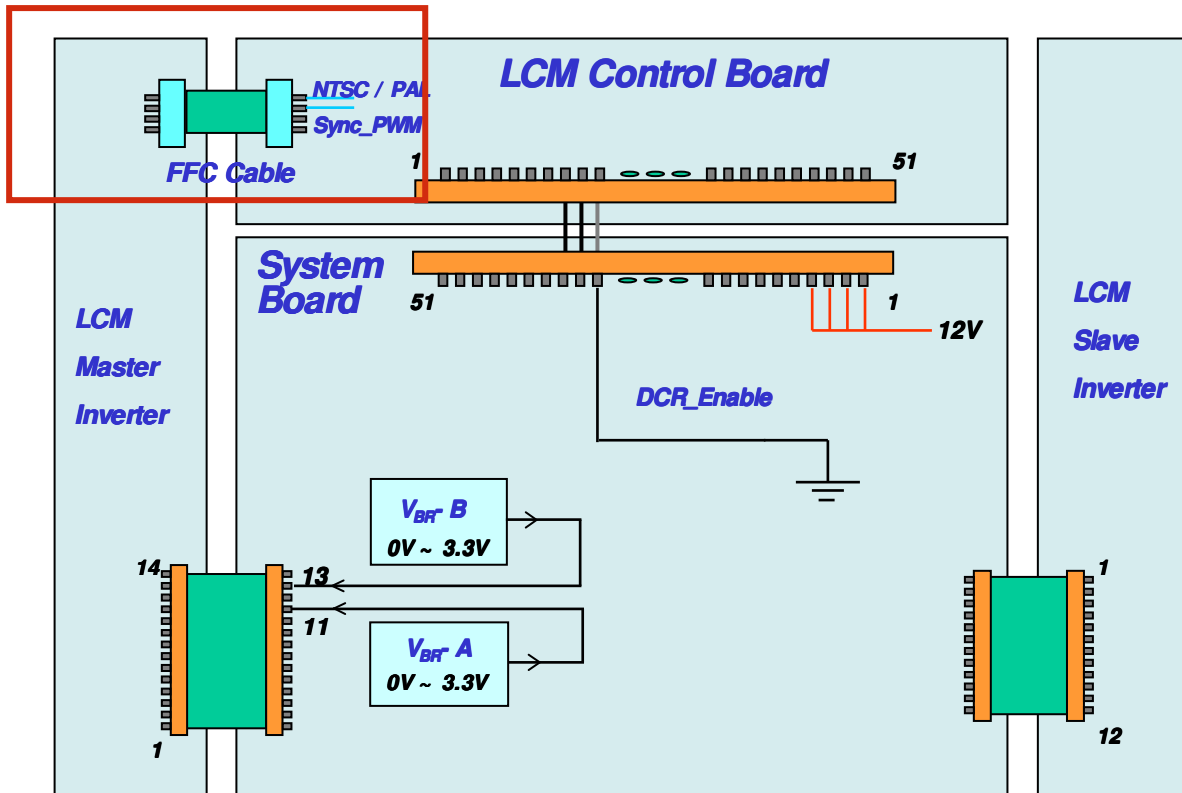 LCM Control Board
NTSC / PAL
Sync_PWM
FFC Cable
1
51
System
Board
51
1
12V
LCM
Master
Inverter
LCM
Slave
Inverter
DCR_Enable
VBR- B
0V ~ 3.3V
14
13
11
VBR- A
0V ~ 3.3V
1
1
12